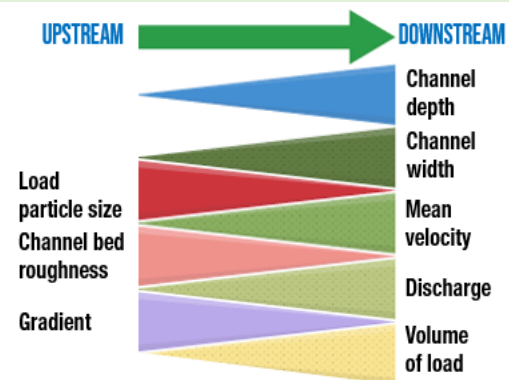 UPSTREAM
DOWNSTREAM
Channel
depth
Channel
width
Load
particle size
Mean
velocity
Channel bed
roughness
Discharge
Gradient
Volume
of load